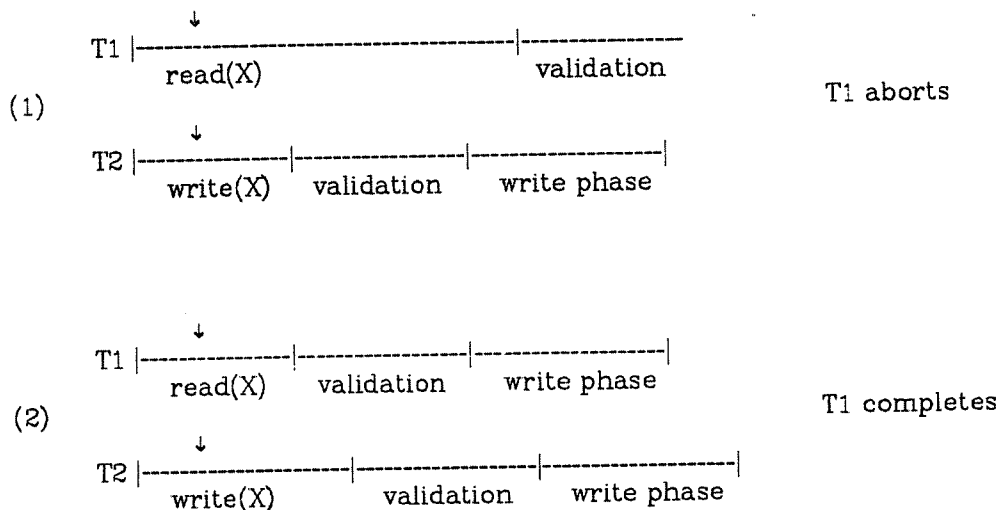 ↓
T1 |------------------------------------|----------------
read(X) validation
(1) T1 aborts
↓
T2 |---------------|----------------|------------------|
write(X) validation write phase
↓
T1 |---------------|----------------|------------------|
read(X) validation write phase
(2) T1 completes
↓
T2 |--------------------|-----------------|------------------|
write(X) validation write phase